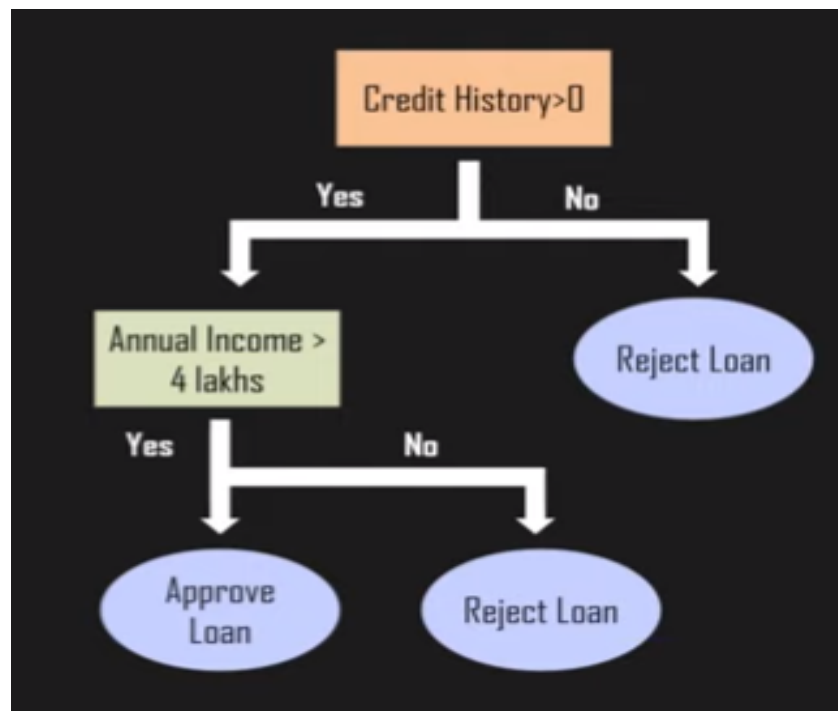 Credit History>0
Yes
No
Annual Income >
4 lakhs
Reject Loan
Yes
No
Approve
Loan
Reject Loan